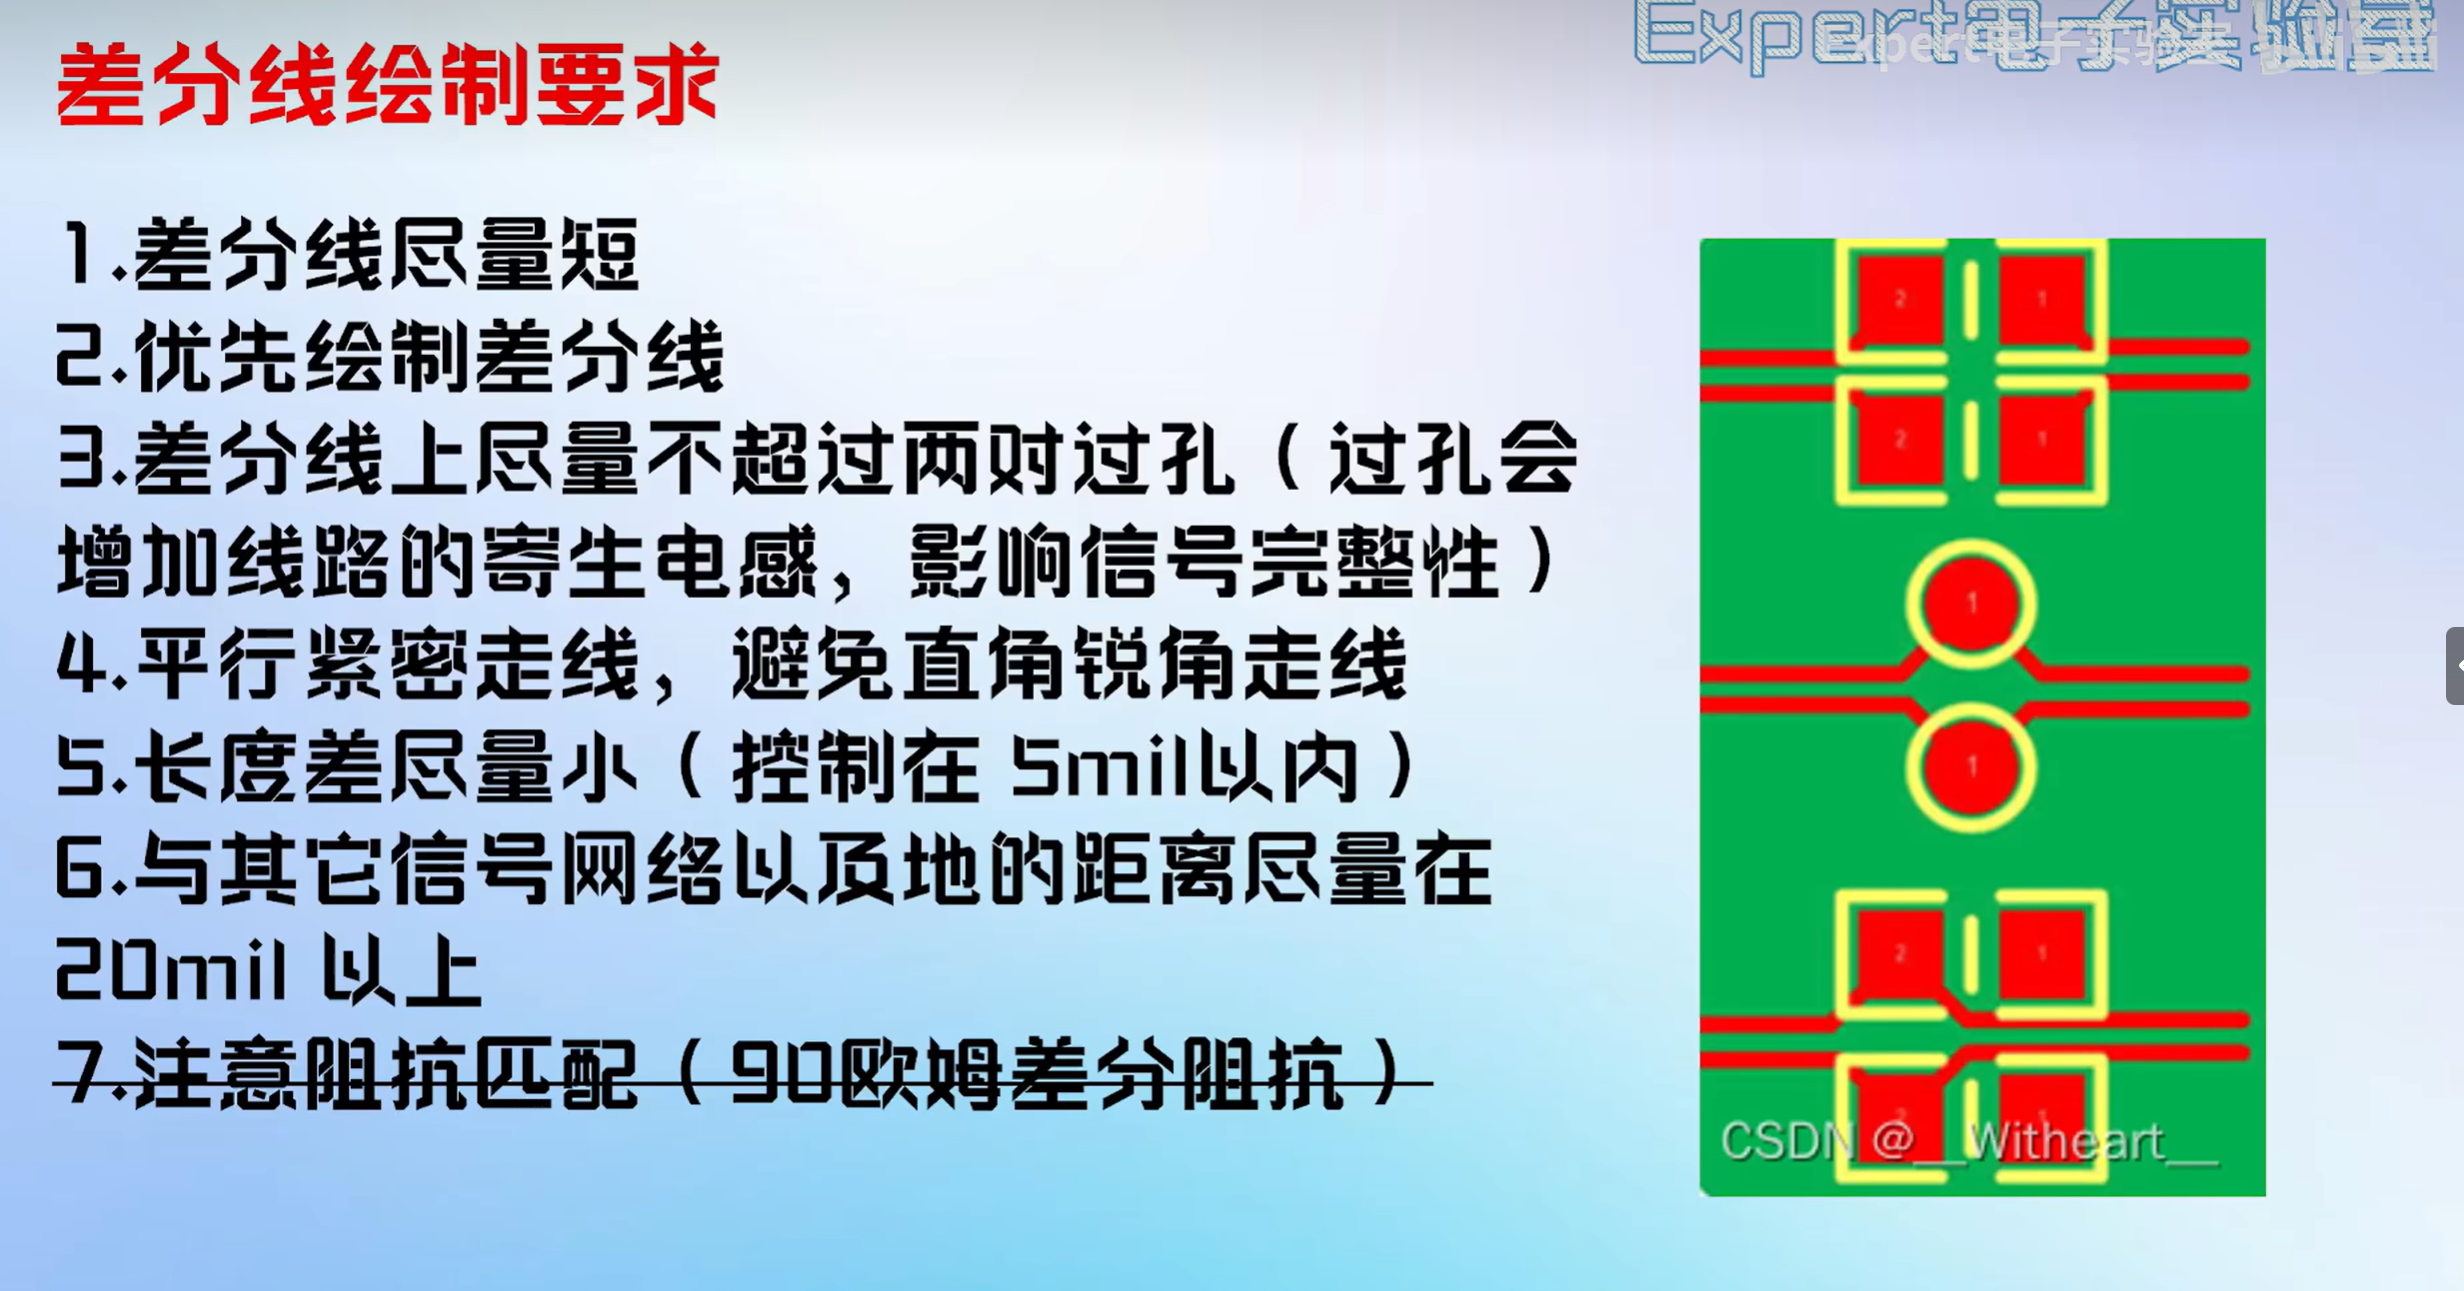 Expert电子实验室
差分线绘制要求
1.差分线尽量短
2.优先绘制差分线
3.差分线上尽量不超过两对过孔（过孔会
增加线路的寄生电感，影响信号完整性）
4.平行紧密走线，避免直角锐角走线
5.长度差尽量小（控制在 5mil以内）
6.与其它信号网络以及地的距离尽量在
20mil 以上
7.注意阻抗匹配（90欧姆差分阻抗）
2 1
2 1
1
1
2 1
2 1
CSDN @__Witheart__